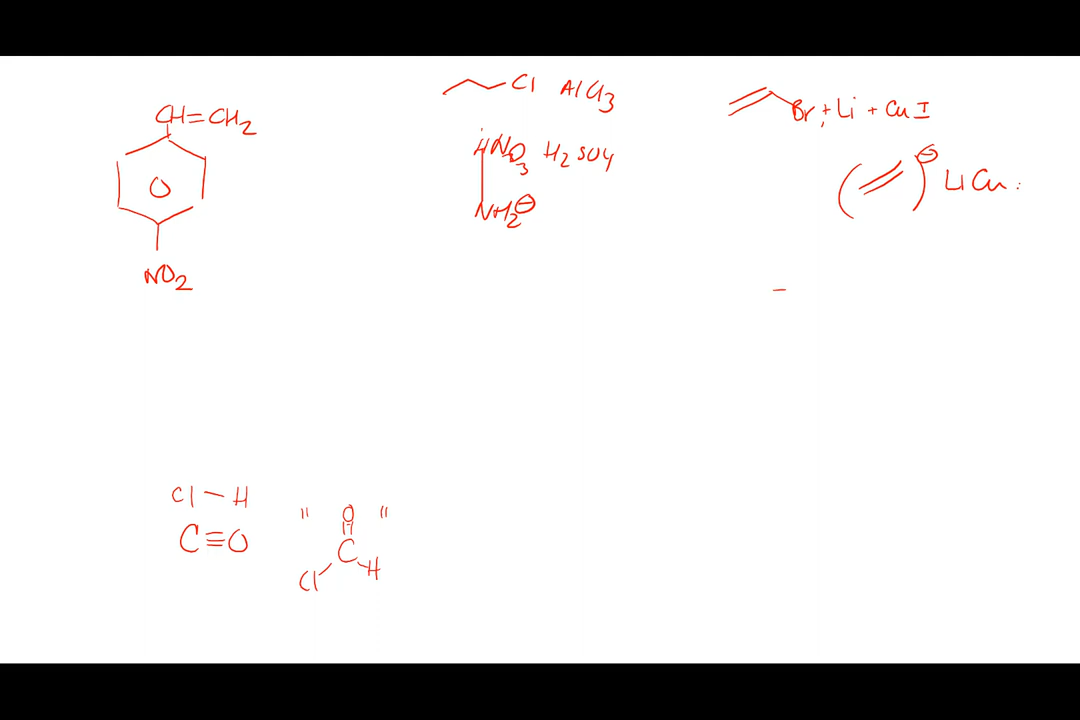 CH=CH2
NO2
Cl AlCl3
HNO3 H2SO4
NH2⊖
Br + Li + CuI
( )⊖ LiCu
Cl-H
C≡O
" O "
C
Cl H